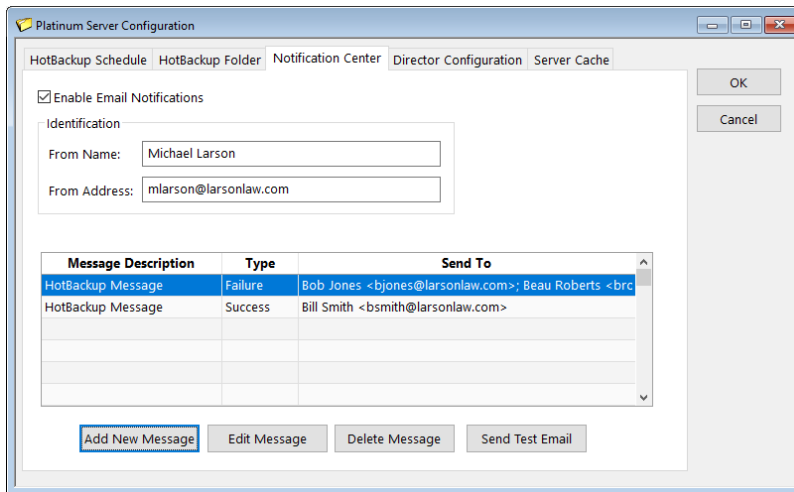 Platinum Server Configuration
HotBackup Schedule HotBackup Folder Notification Center Director Configuration Server Cache
OK
Enable Email Notifications
Cancel
Identification
From Name: Michael Larson
From Address: mlarson@larsonlaw.com
Message Description Type Send To
HotBackup Message Failure Bob Jones <bjones@larsonlaw.com>; Beau Roberts <brc
HotBackup Message Success Bill Smith <bsmith@larsonlaw.com>
Add New Message Edit Message Delete Message Send Test Email